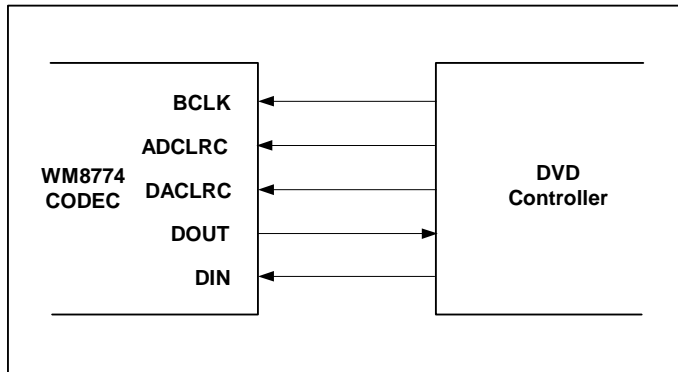 BCLK
ADCLRC
WM8774
CODEC
DACLRC
DOUT
DIN
DVD
Controller